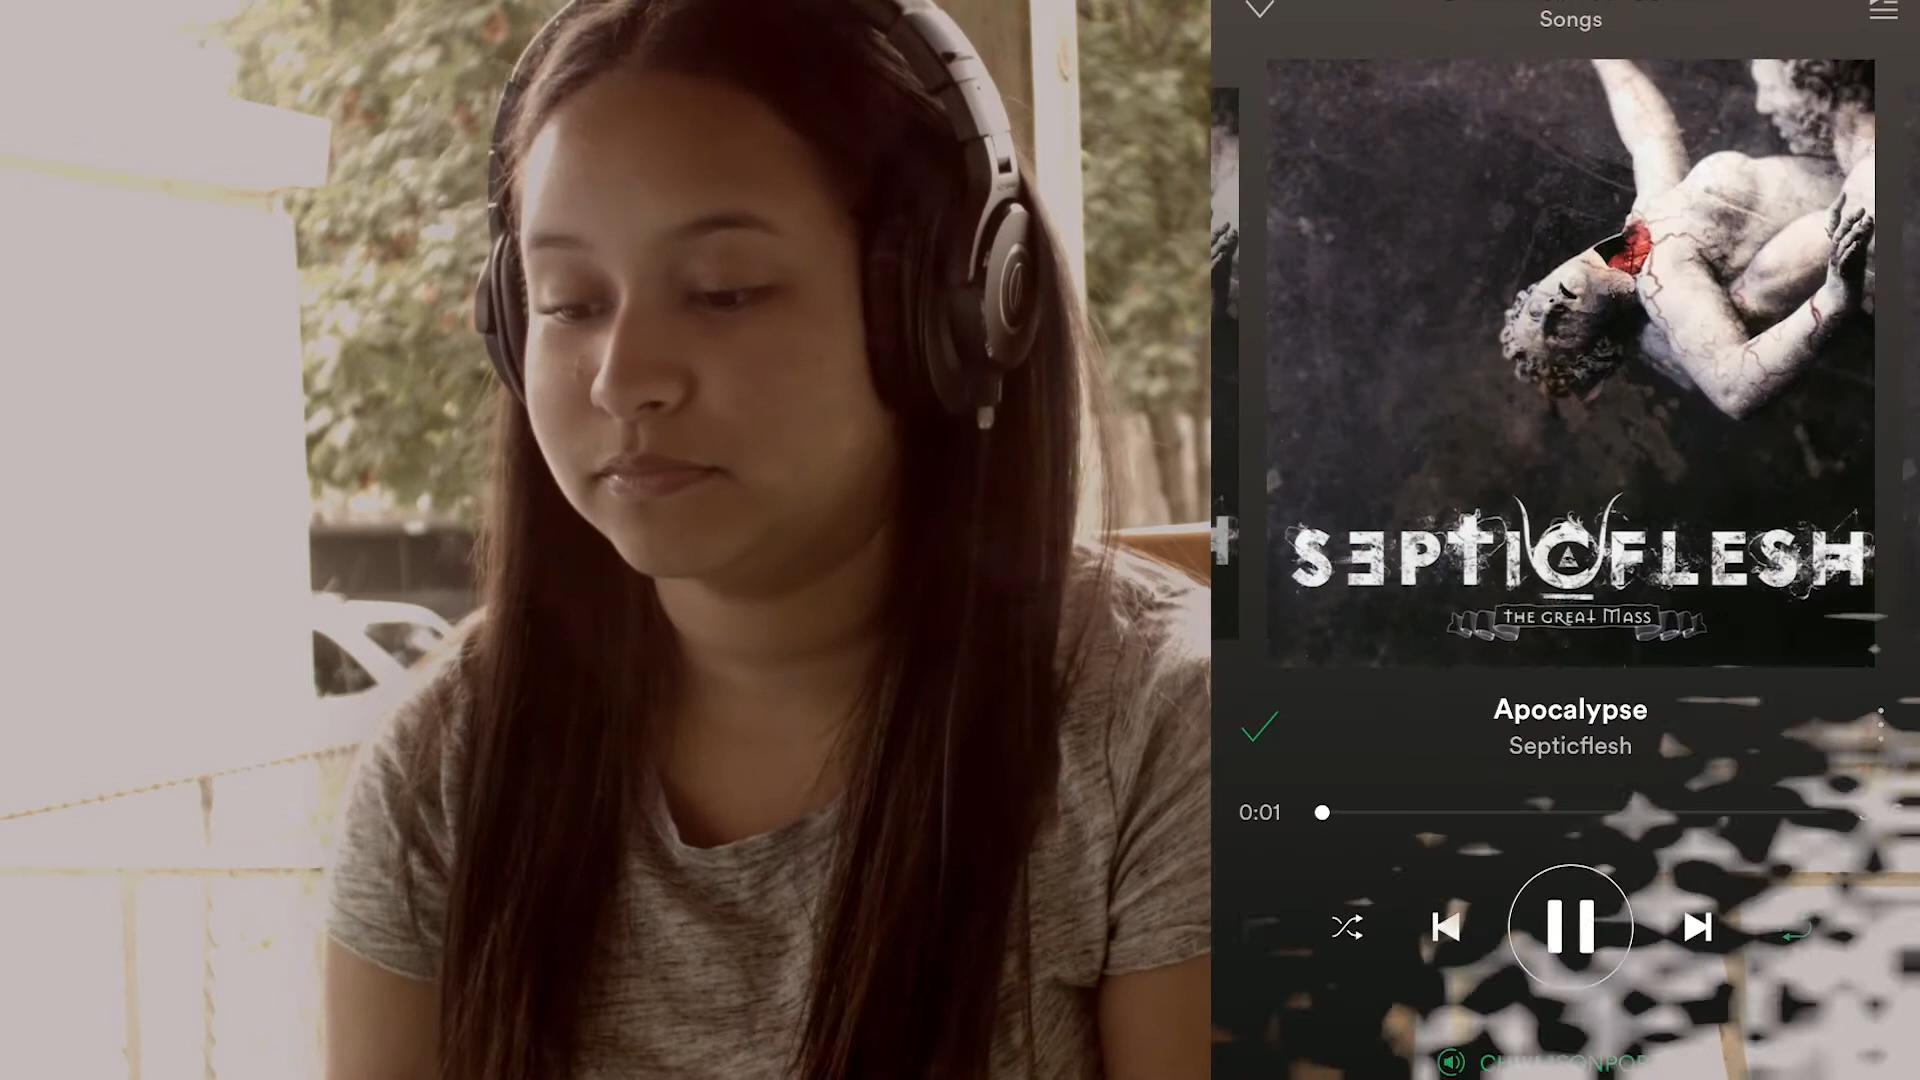 Songs
SEPTICFLESH
THE GREAT MASS
Apocalypse
Septicflesh
0:01